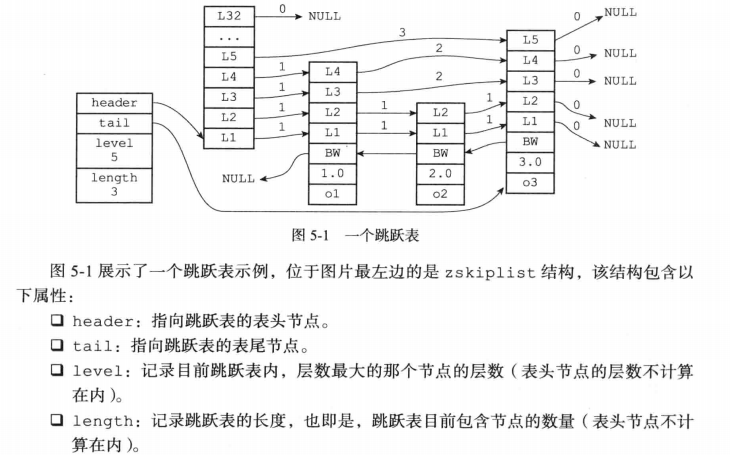 L32 0 NULL
...
L5 3 L5 0 NULL
L4 1 L4 2 L4 0 NULL
L3 1 L3 2 L3 0 NULL
L2 1 L2 1 L2 1 L2 0 NULL
L1 1 L1 1 L1 1 L1 0 NULL
header
tail
level
5
length
3
NULL BW BW BW
1.0 2.0 3.0
o1 o2 o3
图 5-1 一个跳跃表
图 5-1 展示了一个跳跃表示例，位于图片最左边的是 zskiplist 结构，该结构包含以
下属性：
❑ header：指向跳跃表的表头节点。
❑ tail：指向跳跃表的表尾节点。
❑ level：记录目前跳跃表内，层数最大的那个节点的层数（表头节点的层数不计算
在内）。
❑ length：记录跳跃表的长度，也即是，跳跃表目前包含节点的数量（表头节点不计
算在内）。